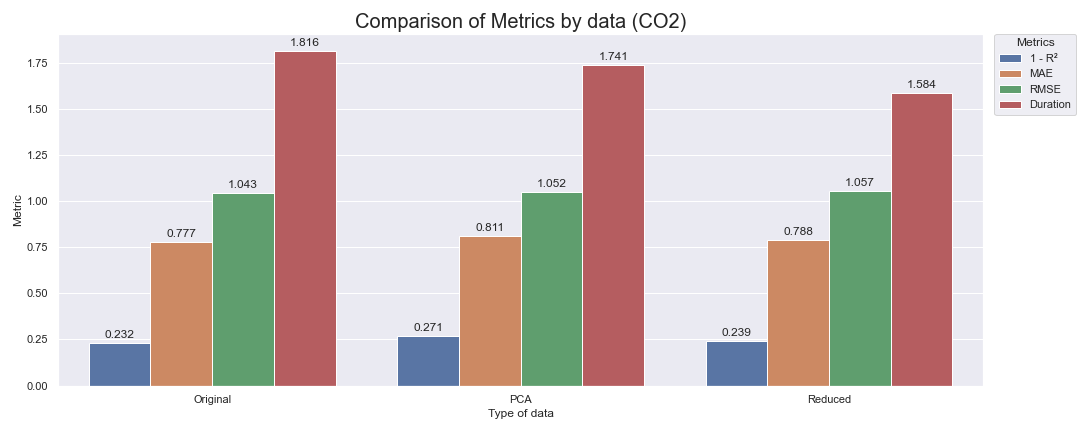 Comparison of Metrics by data (CO2)
Metrics
1 - R²
MAE
RMSE
Duration
Metric
1.75
1.50
1.25
1.00
0.75
0.50
0.25
0.00
0.232
0.777
1.043
1.816
0.271
0.811
1.052
1.741
0.239
0.788
1.057
1.584
Original
PCA
Reduced
Type of data